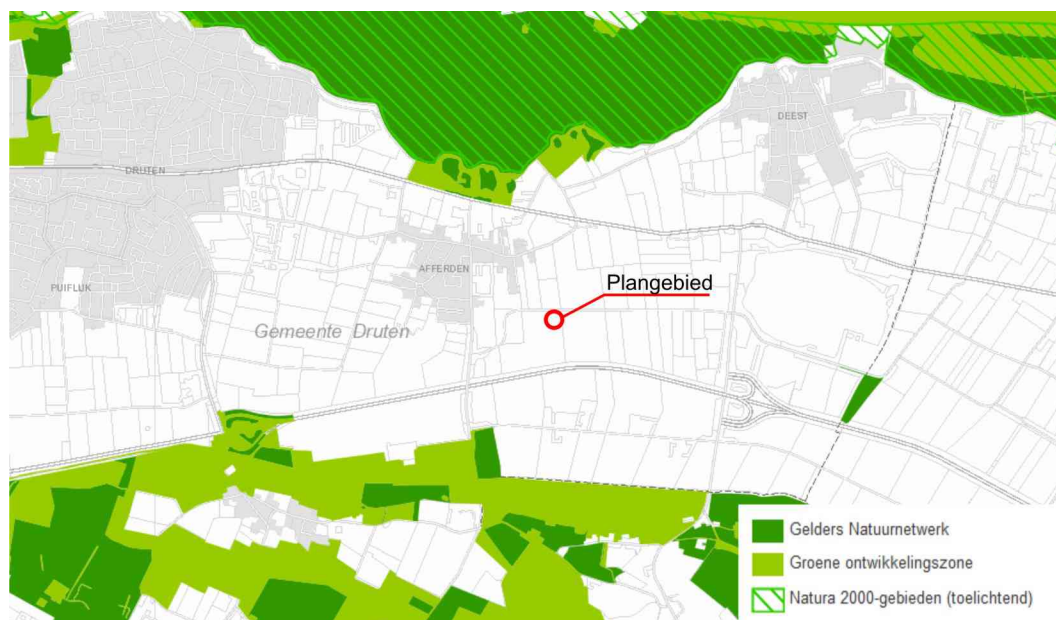 DEEST
DRUTEN
AFFERDEN
Plangebied
PUIFLIJK
Gemeente Druten
Gelders Natuurnetwerk
Groene ontwikkelingszone
Natura 2000-gebieden (toelichtend)